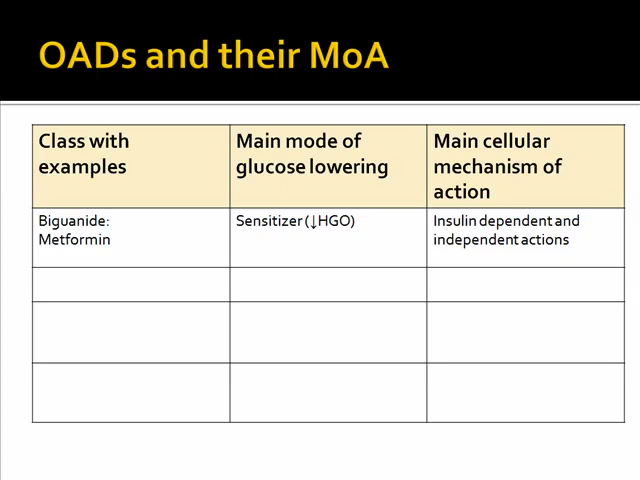 OADs and their MoA
Class with
examples
Main mode of
glucose lowering
Main cellular
mechanism of
action
Biguanide:
Metformin
Sensitizer (↓HGO)
Insulin dependent and
independent actions